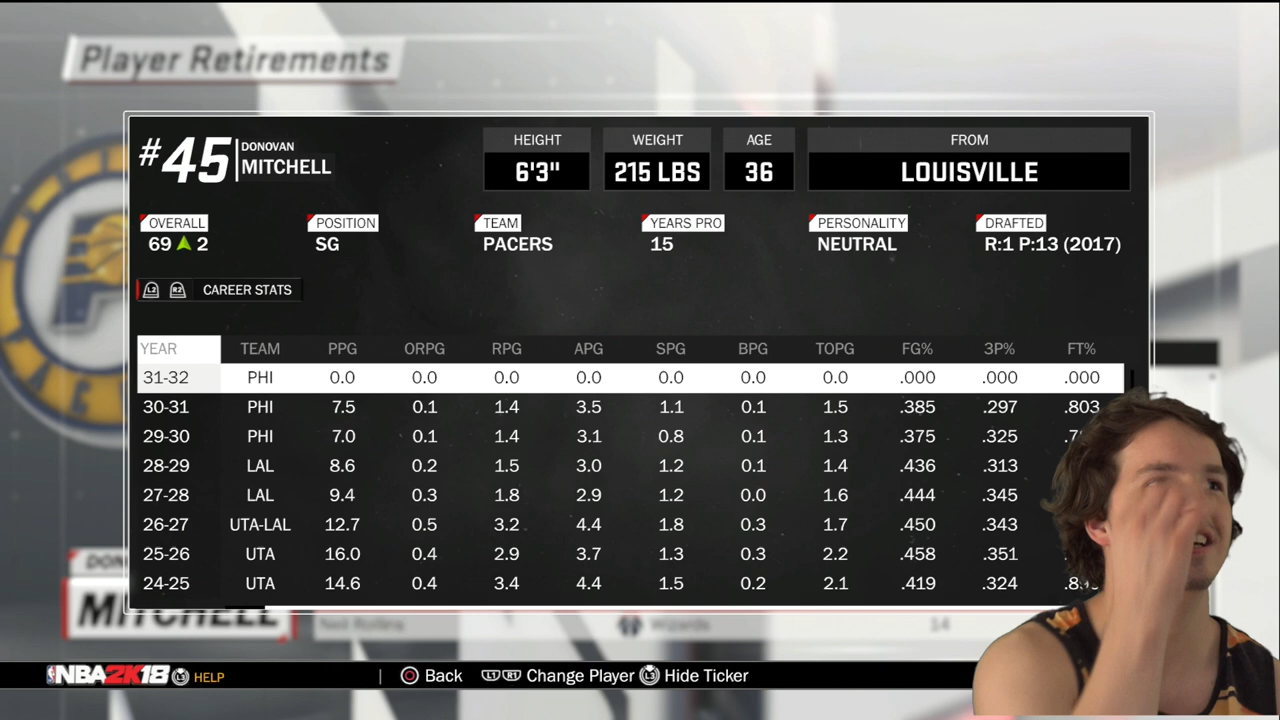 Player Retirements
#45 DONOVAN MITCHELL
HEIGHT WEIGHT AGE FROM
6'3" 215 LBS 36 LOUISVILLE
OVERALL POSITION TEAM YEARS PRO PERSONALITY DRAFTED
69 2 SG PACERS 15 NEUTRAL R:1 P:13 (2017)
L2 R2 CAREER STATS
YEAR TEAM PPG ORPG RPG APG SPG BPG TOPG FG% 3P% FT%
31-32 PHI 0.0 0.0 0.0 0.0 0.0 0.0 0.0 .000 .000 .000
30-31 PHI 7.5 0.1 1.4 3.5 1.1 0.1 1.5 .385 .297 .803
29-30 PHI 7.0 0.1 1.4 3.1 0.8 0.1 1.3 .375 .325
28-29 LAL 8.6 0.2 1.5 3.0 1.2 0.1 1.4 .436 .313
27-28 LAL 9.4 0.3 1.8 2.9 1.2 0.0 1.6 .444 .345
26-27 UTA-LAL 12.7 0.5 3.2 4.4 1.8 0.3 1.7 .450 .343
25-26 UTA 16.0 0.4 2.9 3.7 1.3 0.3 2.2 .458 .351
24-25 UTA 14.6 0.4 3.4 4.4 1.5 0.2 2.1 .419 .324
MITCHELL
Wizards 14
NBA2K18 L3 HELP Back L1 R1 Change Player L3 Hide Ticker